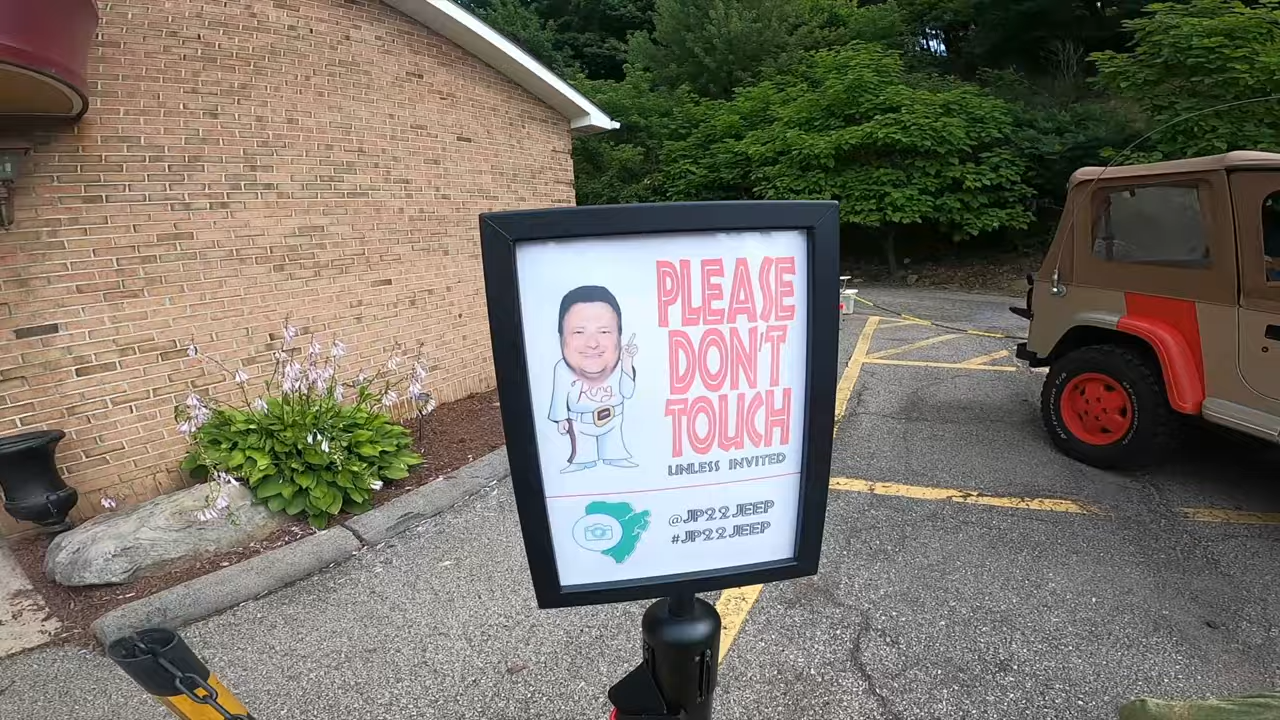 PLEASE
DON'T
TOUCH
UNLESS INVITED
King
@JP22JEEP
#JP22JEEP